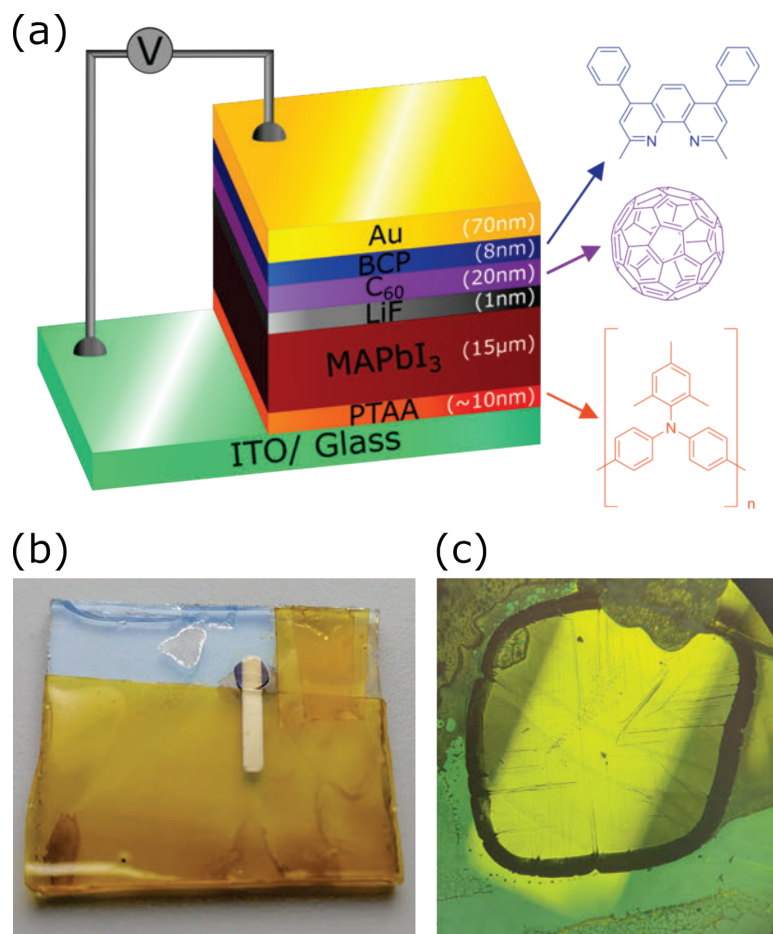 (a)
V
Au (70nm)
BCP (8nm)
C₆₀ (20nm)
LiF (1nm)
MAPbI₃ (15μm)
PTAA (~10nm)
ITO/ Glass
N N
N
n
(b)
(c)